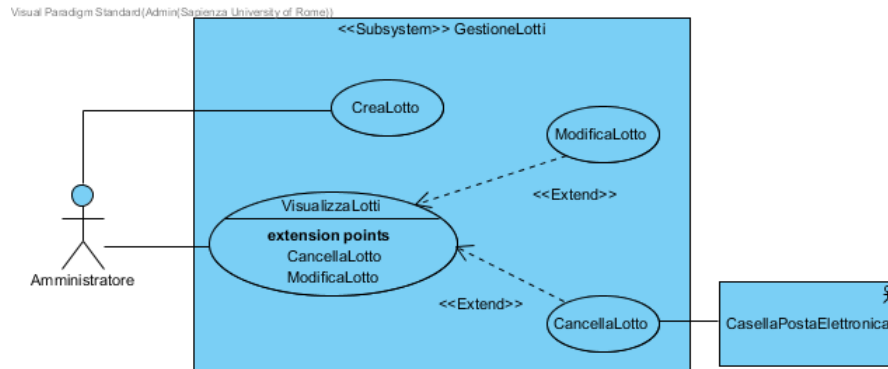 Visual Paradigm Standard(Admin(Sapienza University of Rome))
<<Subsystem>> GestioneLotti
CreaLotto
ModificaLotto
<<Extend>>
VisualizzaLotti
extension points
CancellaLotto
ModificaLotto
Amministratore
<<Extend>>
CancellaLotto
CasellaPostaElettronica